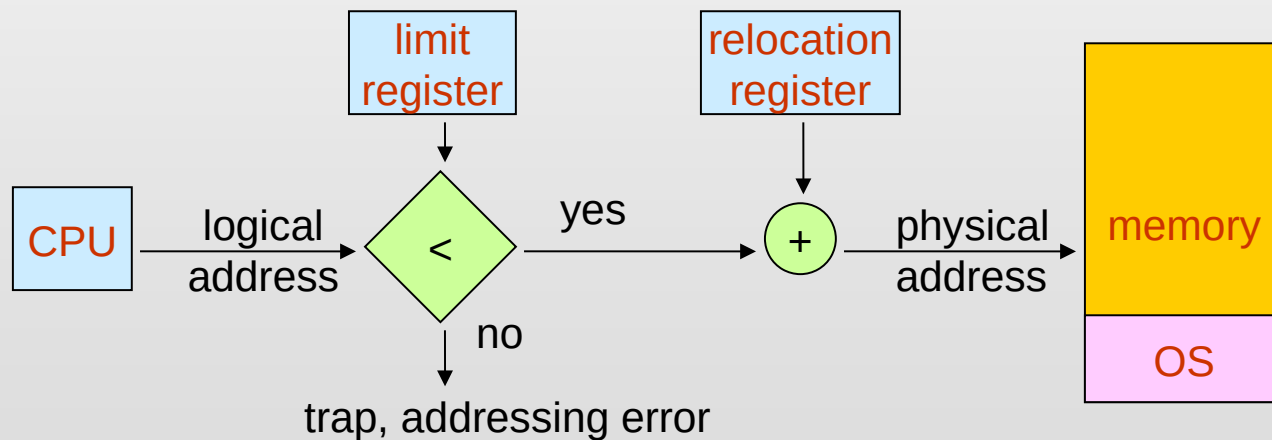 limit
register
relocation
register
CPU
logical
address
<
yes
+
physical
address
memory
no
OS
trap, addressing error